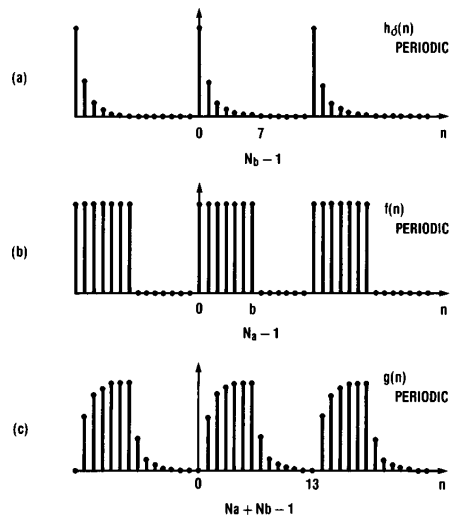 h𝛿(n)
PERIODIC
(a)
0 7 n
Nb – 1
f(n)
PERIODIC
(b)
0 b n
Na – 1
g(n)
PERIODIC
(c)
0 13 n
Na + Nb – 1